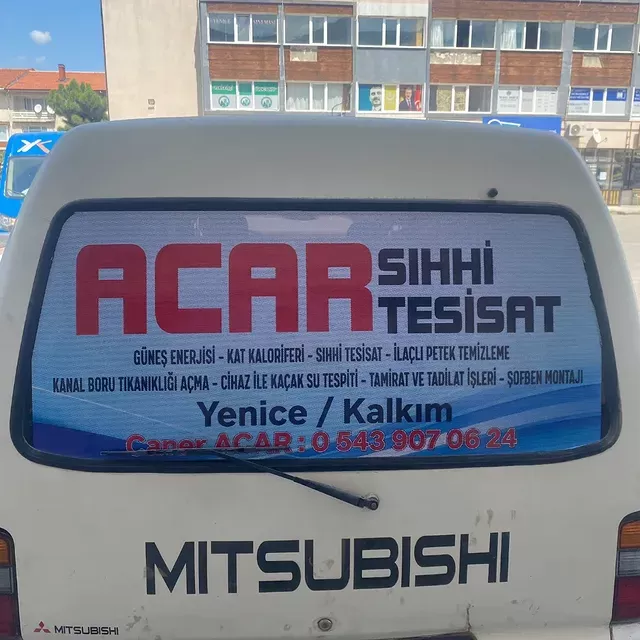 ACAR SIHHİ
TESİSAT
GÜNEŞ ENERJİSİ - KAT KALORİFERİ - SIHHİ TESİSAT - İLAÇLI PETEK TEMİZLEME
KANAL BORU TIKANIKLIĞI AÇMA - CİHAZ İLE KAÇAK SU TESPİTİ - TAMİRAT VE TADİLAT İŞLERİ - ŞOFBEN MONTAJI
Yenice / Kalkım
Caner ACAR : 0 543 907 06 24
MITSUBISHI
MITSUBISHI